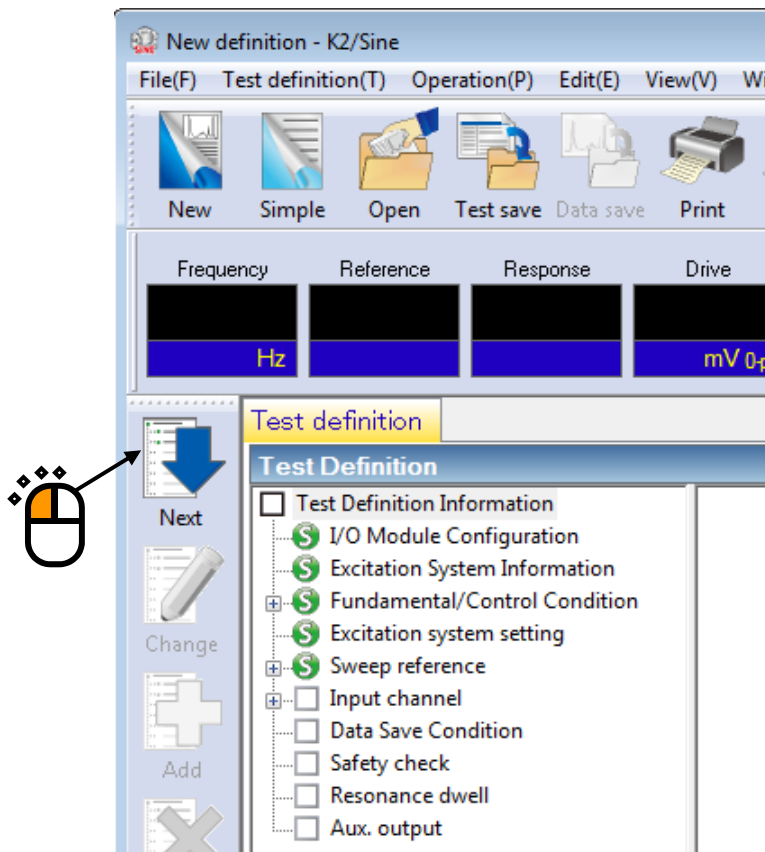 SINE
New definition - K2/Sine
File(F) Test definition(T) Operation(P) Edit(E) View(V) Wi
New Simple Open Test save Data save Print
Frequency Reference Response Drive
Hz mV 0-p
Test definition
Test Definition
Next
Change
Add
Test Definition Information
S I/O Module Configuration
S Excitation System Information
S Fundamental/Control Condition
S Excitation system setting
S Sweep reference
Input channel
Data Save Condition
Safety check
Resonance dwell
Aux. output